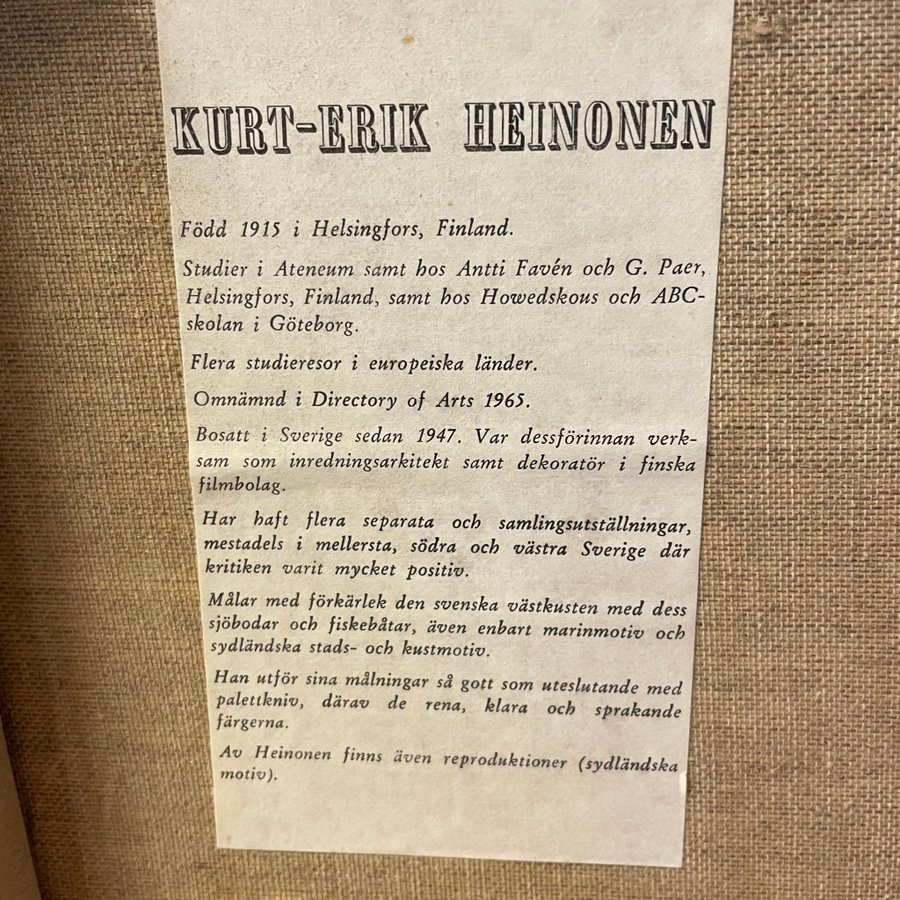 KURT-ERIK HEINONEN
Född 1915 i Helsingfors, Finland.
Studier i Ateneum samt hos Antti Favén och G. Paer,
Helsingfors, Finland, samt hos Howedskous och ABC-
skolan i Göteborg.
Flera studieresor i europeiska länder.
Omnämnd i Directory of Arts 1965.
Bosatt i Sverige sedan 1947. Var dessförinnan verk-
sam som inredningsarkitekt samt dekoratör i finska
filmbolag.
Har haft flera separata och samlingsutställningar,
mestadels i mellersta, södra och västra Sverige där
kritiken varit mycket positiv.
Målar med förkärlek den svenska västkusten med dess
sjöbodar och fiskebåtar, även enbart marinmotiv och
sydländska stads- och kustmotiv.
Han utför sina målningar så gott som uteslutande med
palettkniv, därav de rena, klara och sprakande
färgerna.
Av Heinonen finns även reproduktioner (sydländska
motiv).